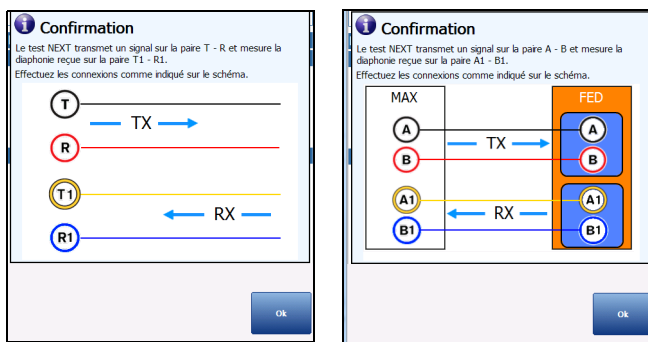 Confirmation
Le test NEXT transmet un signal sur la paire T - R et mesure la
diaphonie reçue sur la paire T1 - R1.
Effectuez les connexions comme indiqué sur le schéma.
T
TX
R
T1
RX
R1
Ok
Confirmation
Le test NEXT transmet un signal sur la paire A - B et mesure la
diaphonie reçue sur la paire A1 - B1.
Effectuez les connexions comme indiqué sur le schéma.
MAX FED
A A
TX
B B
A1 A1
RX
B1 B1
Ok